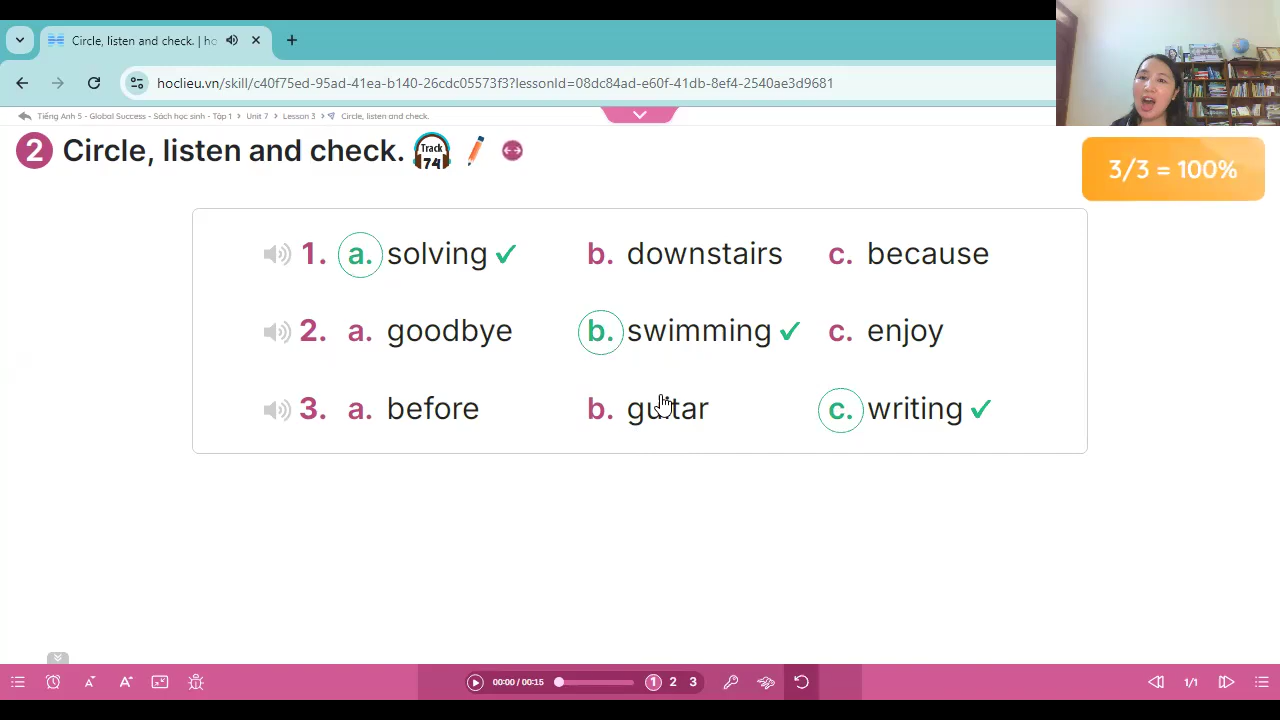 Circle, listen and check. | ho
hoclieu.vn/skill/c40f75ed-95ad-41ea-b140-26cdc05573f3?lessonId=08dc84ad-e60f-41db-8ef4-2540ae3d9681
Tiếng Anh 5 - Global Success - Sách học sinh - Tập 1 > Unit 7 > Lesson 3 > Circle, listen and check.
2 Circle, listen and check. Track 74
3/3 = 100%
1. a. solving ✓ b. downstairs c. because
2. a. goodbye b. swimming ✓ c. enjoy
3. a. before b. guitar c. writing ✓
A A 00:00 / 00:15 1 2 3 1/1